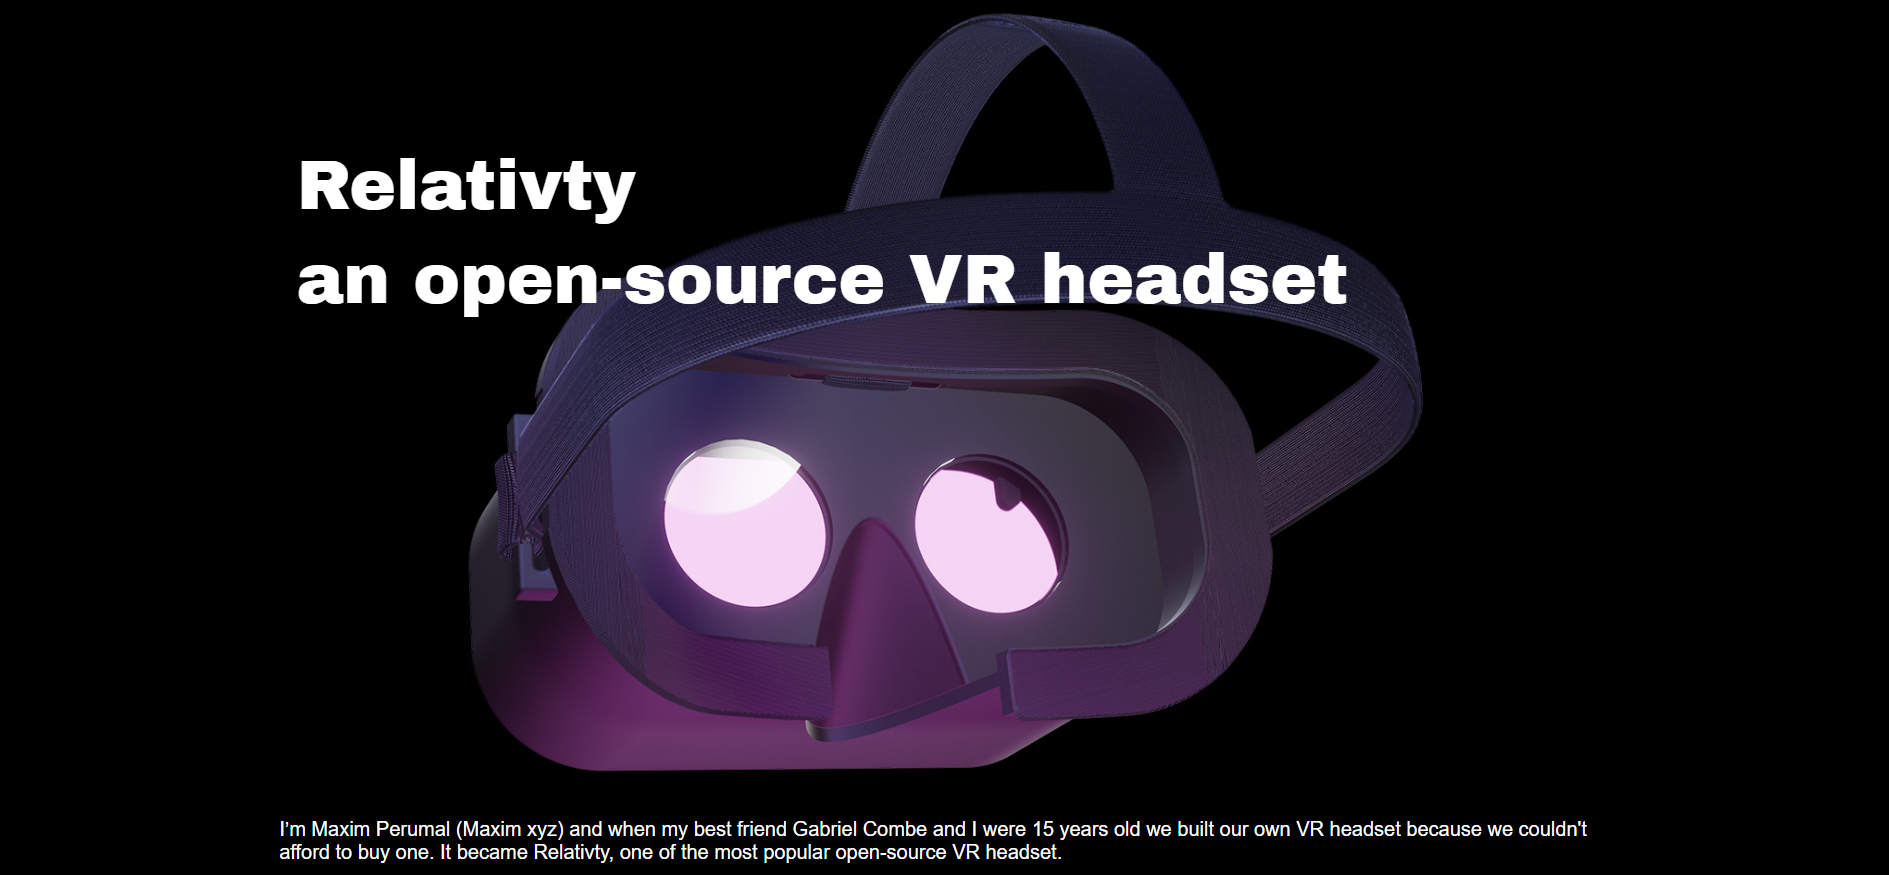 Relativty
an open-source VR headset
I’m Maxim Perumal (Maxim xyz) and when my best friend Gabriel Combe and I were 15 years old we built our own VR headset because we couldn't
afford to buy one. It became Relativty, one of the most popular open-source VR headset.